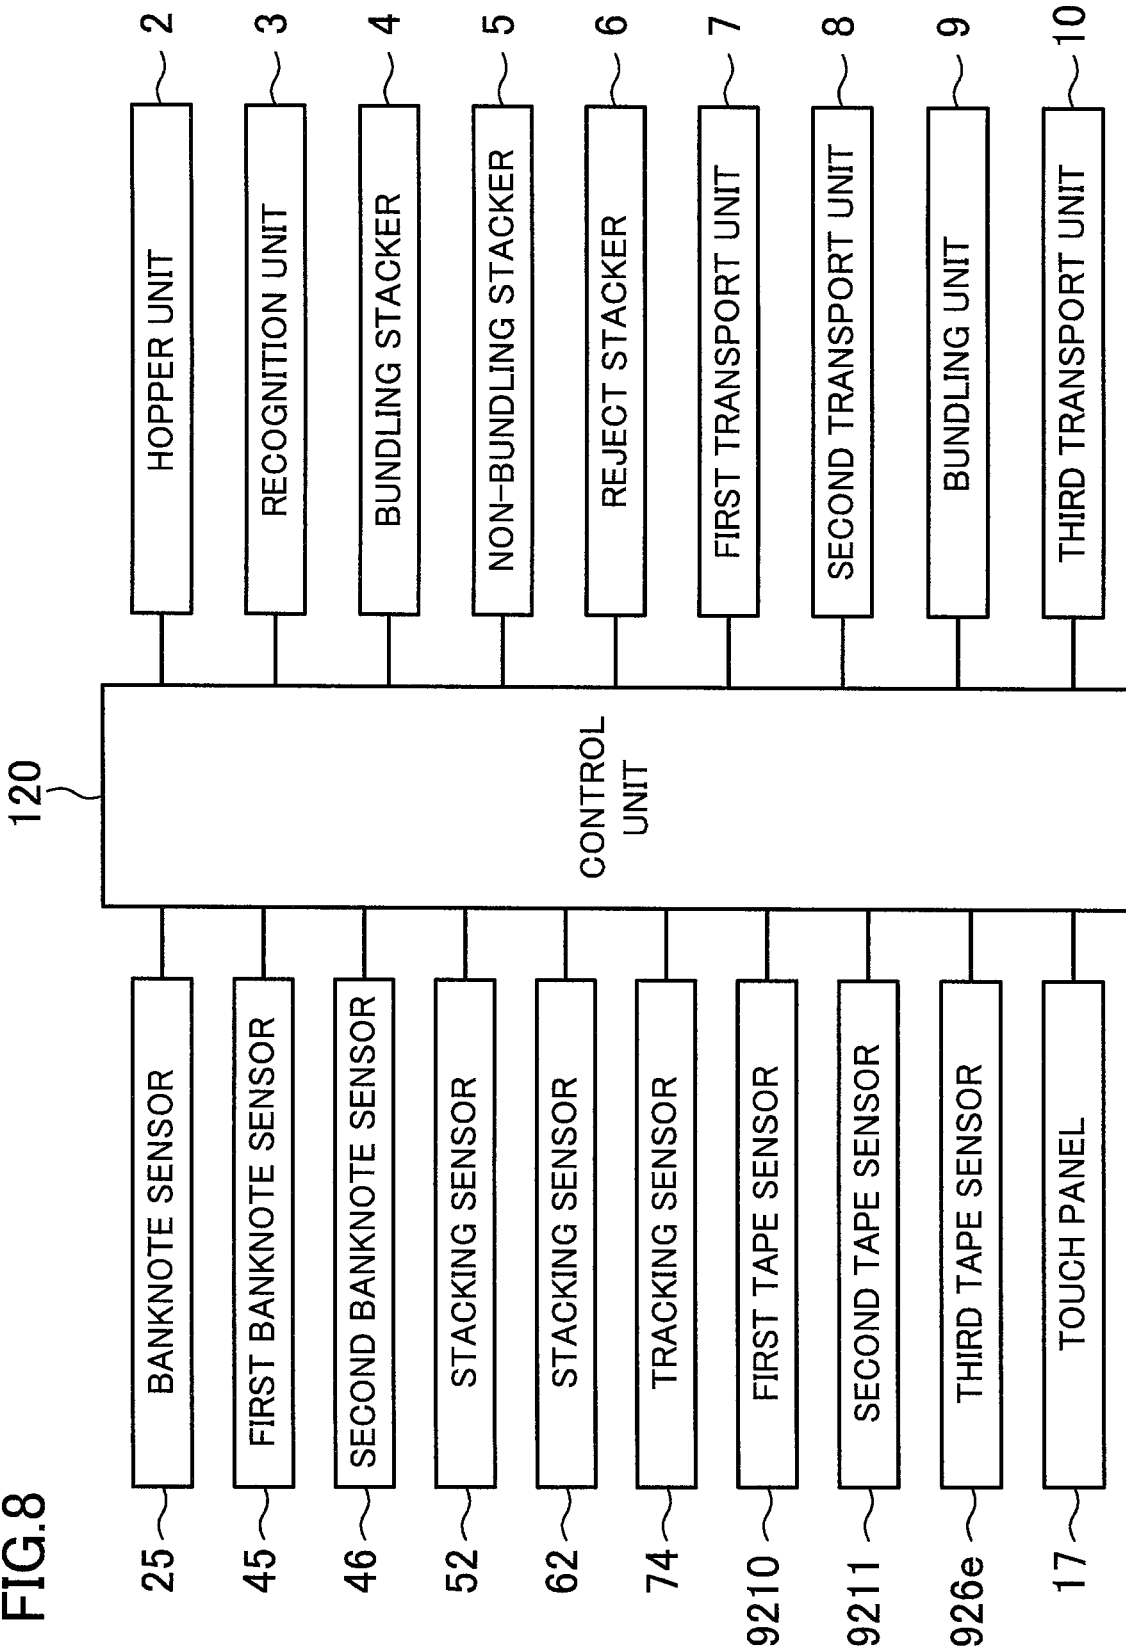 FIG.8
120
CONTROL
UNIT
25
BANKNOTE SENSOR
45
FIRST BANKNOTE SENSOR
46
SECOND BANKNOTE SENSOR
52
STACKING SENSOR
62
STACKING SENSOR
74
TRACKING SENSOR
9210
FIRST TAPE SENSOR
9211
SECOND TAPE SENSOR
926e
THIRD TAPE SENSOR
17
TOUCH PANEL
HOPPER UNIT
2
RECOGNITION UNIT
3
BUNDLING STACKER
4
NON-BUNDLING STACKER
5
REJECT STACKER
6
FIRST TRANSPORT UNIT
7
SECOND TRANSPORT UNIT
8
BUNDLING UNIT
9
THIRD TRANSPORT UNIT
10